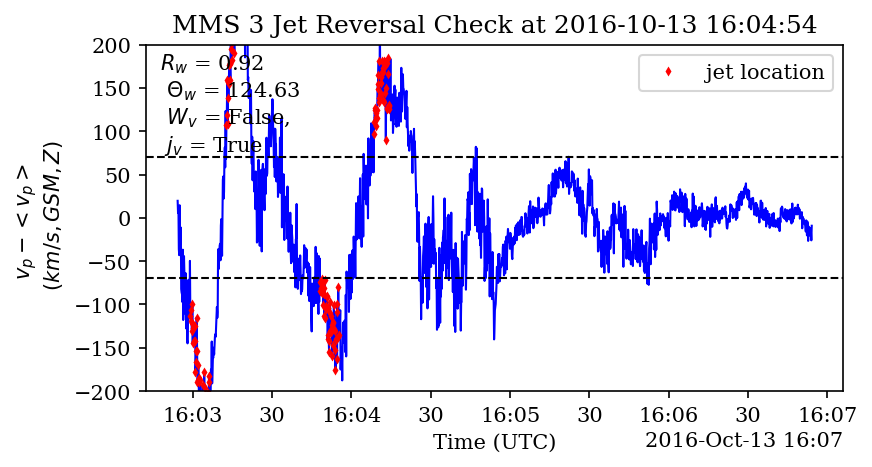 MMS 3 Jet Reversal Check at 2016-10-13 16:04:54
R_w = 0.92
Θ_w = 124.63
W_v = False,
j_v = True
jet location
v_p − < v_p >
(km/s, GSM, Z)
200
150
100
50
0
−50
−100
−150
−200
16:03 30 16:04 30 16:05 30 16:06 30 16:07
Time (UTC)
2016-Oct-13 16:07